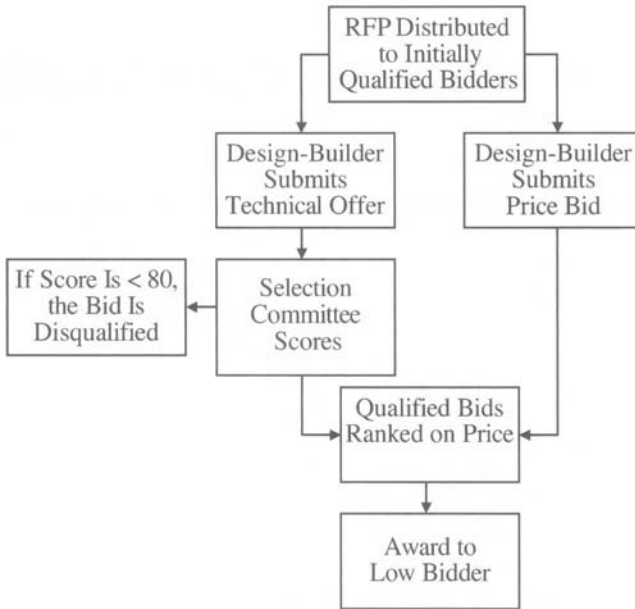 RFP Distributed
to Initially
Qualified Bidders
Design-Builder
Submits
Technical Offer
Design-Builder
Submits
Price Bid
If Score Is < 80,
the Bid Is
Disqualified
Selection
Committee
Scores
Qualified Bids
Ranked on Price
Award to
Low Bidder